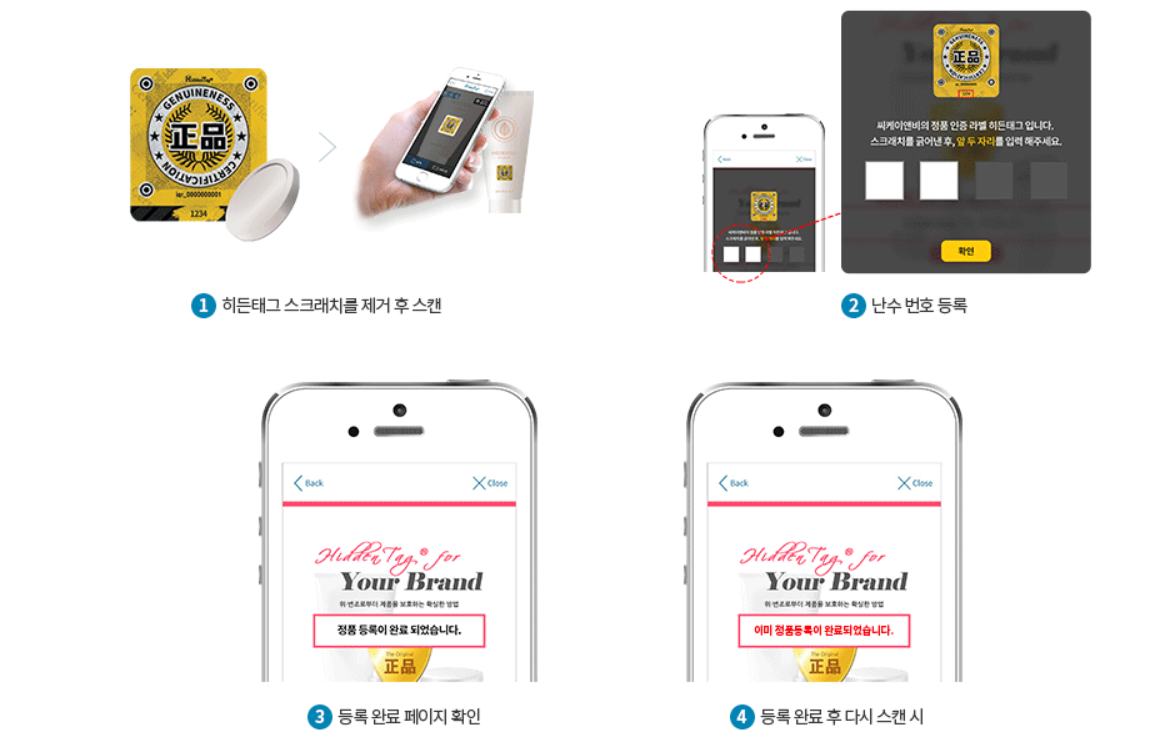 HiddenTag®
GENUINENESS
正品
CERTIFICATION
iqr_0000000001
1234
씨케이앤비의 정품 인증 라벨 히든태그 입니다.
스크래치를 긁어낸 후, 앞 두 자리를 입력 해주세요.
확인
1 히든태그 스크래치를 제거 후 스캔
2 난수 번호 등록
Back
Close
HiddenTag® for
Your Brand
위·변조로부터 제품을 보호하는 확실한 방법
정품 등록이 완료 되었습니다.
The Original
正品
3 등록 완료 페이지 확인
Back
Close
HiddenTag® for
Your Brand
위·변조로부터 제품을 보호하는 확실한 방법
이미 정품등록이 완료되었습니다.
The Original
正品
4 등록 완료 후 다시 스캔 시